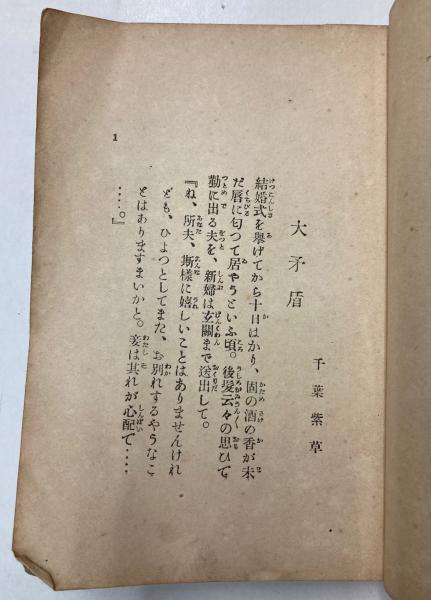 大矛盾
千葉紫草
結婚式を擧げてから十日ばかり、固の酒の香が未
だ唇に匂つて居やうといふ頃。後髮云々の思ひで
勤に出る夫を、新婦は玄關まで送出して。
『ね、所夫、斯樣に嬉しいことはありませんけれ
ども、ひよつとしてまた、お別れするやうなこ
とはありますまいかと。妾は其れが心配で‥‥
‥‥。』
1